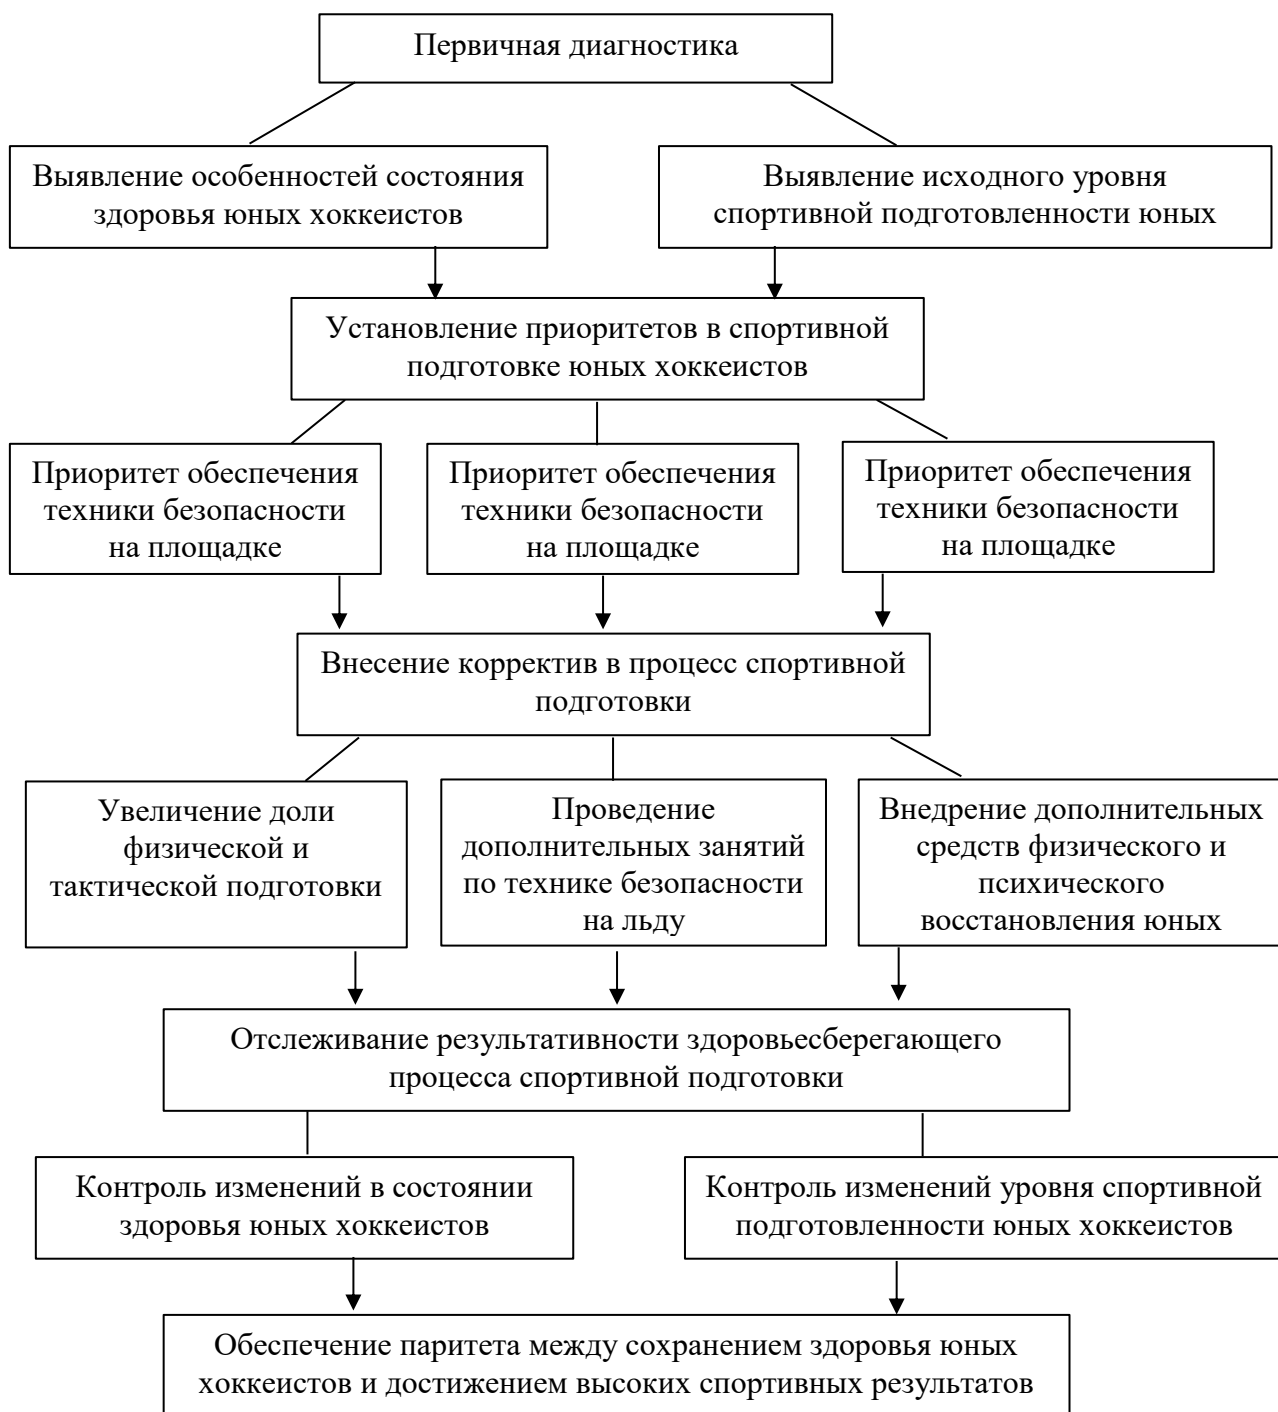 Первичная диагностика
Выявление особенностей состояния
здоровья юных хоккеистов
Выявление исходного уровня
спортивной подготовленности юных
Установление приоритетов в спортивной
подготовке юных хоккеистов
Приоритет обеспечения
техники безопасности
на площадке
Приоритет обеспечения
техники безопасности
на площадке
Приоритет обеспечения
техники безопасности
на площадке
Внесение корректив в процесс спортивной
подготовки
Увеличение доли
физической и
тактической подготовки
Проведение
дополнительных занятий
по технике безопасности
на льду
Внедрение дополнительных
средств физического и
психического
восстановления юных
Отслеживание результативности здоровьесберегающего
процесса спортивной подготовки
Контроль изменений в состоянии
здоровья юных хоккеистов
Контроль изменений уровня спортивной
подготовленности юных хоккеистов
Обеспечение паритета между сохранением здоровья юных
хоккеистов и достижением высоких спортивных результатов